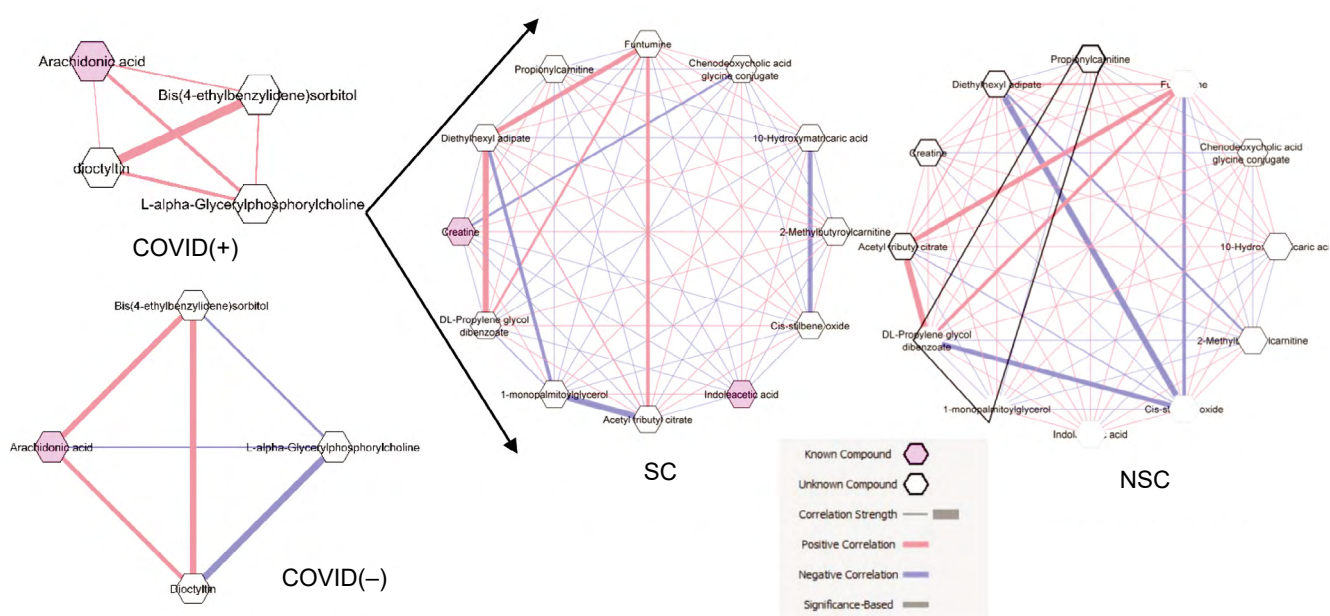 Arachidonic acid
Bis(4-ethylbenzylidene)sorbitol
dioctyltin
L-alpha-Glycerylphosphorylcholine
COVID(+)
Bis(4-ethylbenzylidene)sorbitol
Arachidonic acid
L-alpha-Glycerylphosphorylcholine
Dioctyltin
COVID(–)
Funtumine
Propionylcarnitine
Chenodeoxycholic acid
glycine conjugate
Diethylhexyl adipate
10-Hydroxymatricaric acid
Creatine
2-Methylbutyroylcarnitine
DL-Propylene glycol
dibenzoate
Cis-stilbene oxide
1-monopalmitoylglycerol
Indoleacetic acid
Acetyl tributyl citrate
SC
Propionylcarnitine
Diethylhexyl adipate
Creatine
Chenodeoxycholic acid
glycine conjugate
Acetyl tributyl citrate
DL-Propylene glycol
dibenzoate
1-monopalmitoylglycerol
acid
oxide
NSC
Known Compound
Unknown Compound
Correlation Strength
Positive Correlation
Negative Correlation
Significance-Based